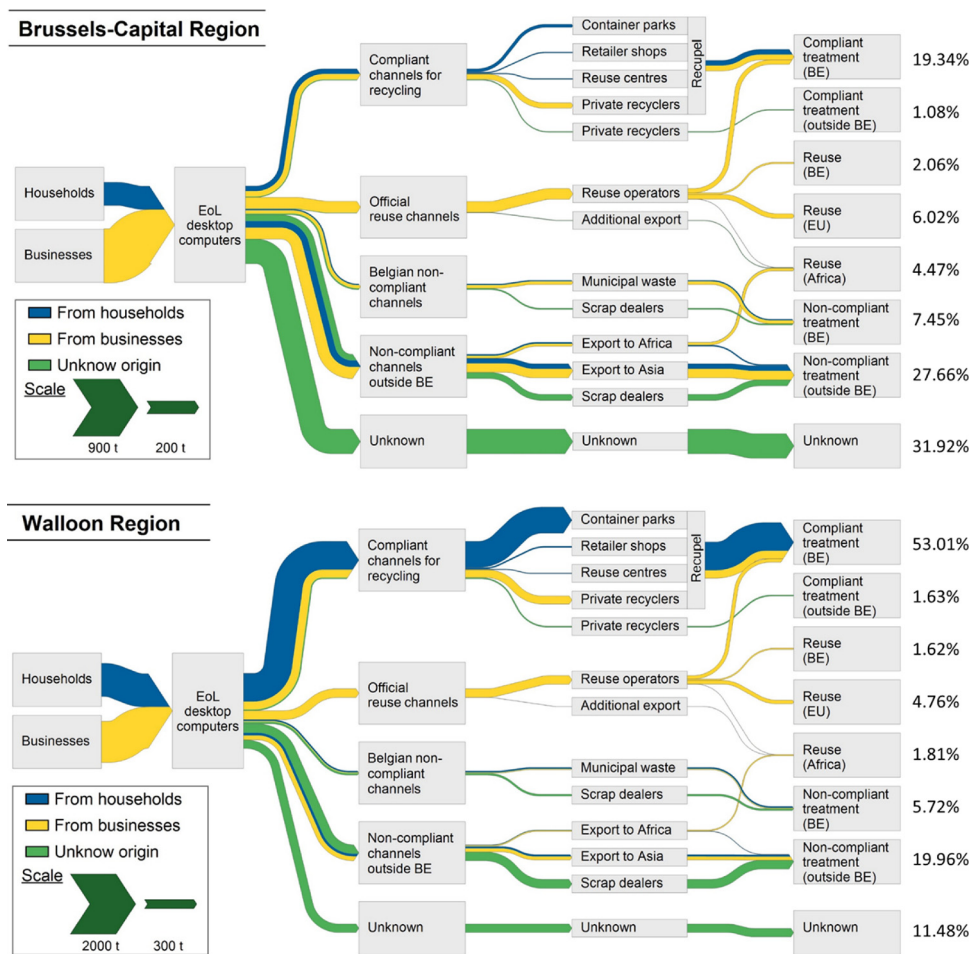 Brussels-Capital Region
Households
Businesses
EoL
desktop
computers
Compliant
channels for
recycling
Official
reuse channels
Belgian non-
compliant
channels
Non-compliant
channels
outside BE
Unknown
Container parks
Retailer shops
Reuse centres
Private recyclers
Recupel
Private recyclers
Reuse operators
Additional export
Municipal waste
Scrap dealers
Export to Africa
Export to Asia
Scrap dealers
Unknown
Compliant
treatment
(BE)
19.34%
Compliant
treatment
(outside BE)
1.08%
Reuse
(BE)
2.06%
Reuse
(EU)
6.02%
Reuse
(Africa)
4.47%
Non-compliant
treatment
(BE)
7.45%
Non-compliant
treatment
(outside BE)
27.66%
Unknown
31.92%
From households
From businesses
Unknow origin
Scale
900 t 200 t
Walloon Region
Households
Businesses
EoL
desktop
computers
Compliant
channels for
recycling
Official
reuse channels
Belgian non-
compliant
channels
Non-compliant
channels
outside BE
Unknown
Container parks
Retailer shops
Reuse centres
Private recyclers
Recupel
Private recyclers
Reuse operators
Additional export
Municipal waste
Scrap dealers
Export to Africa
Export to Asia
Scrap dealers
Unknown
Compliant
treatment
(BE)
53.01%
Compliant
treatment
(outside BE)
1.63%
Reuse
(BE)
1.62%
Reuse
(EU)
4.76%
Reuse
(Africa)
1.81%
Non-compliant
treatment
(BE)
5.72%
Non-compliant
treatment
(outside BE)
19.96%
Unknown
11.48%
From households
From businesses
Unknow origin
Scale
2000 t 300 t